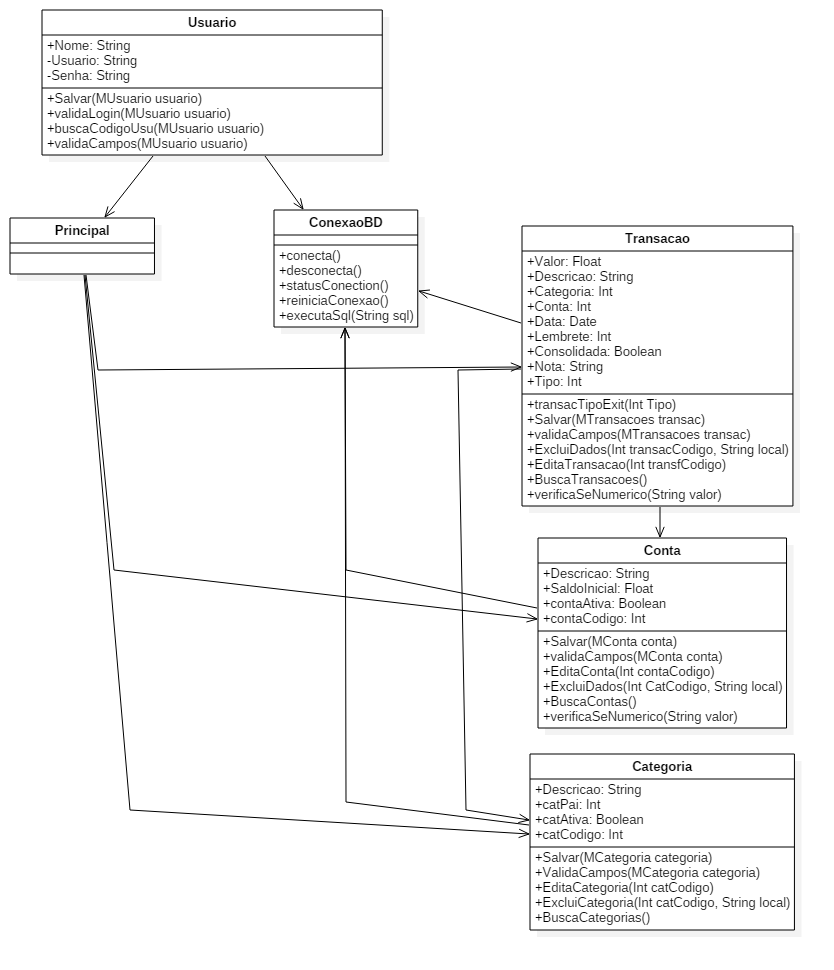 Usuario
+Nome: String
-Usuario: String
-Senha: String
+Salvar(MUsuario usuario)
+validaLogin(MUsuario usuario)
+buscaCodigoUsu(MUsuario usuario)
+validaCampos(MUsuario usuario)
Principal
ConexaoBD
+conecta()
+desconecta()
+statusConection()
+reiniciaConexao()
+executaSql(String sql)
Transacao
+Valor: Float
+Descricao: String
+Categoria: Int
+Conta: Int
+Data: Date
+Lembrete: Int
+Consolidada: Boolean
+Nota: String
+Tipo: Int
+transacTipoExit(Int Tipo)
+Salvar(MTransacoes transac)
+validaCampos(MTransacoes transac)
+ExcluiDados(Int transacCodigo, String local)
+EditaTransacao(Int transfCodigo)
+BuscaTransacoes()
+verificaSeNumerico(String valor)
Conta
+Descricao: String
+SaldoInicial: Float
+contaAtiva: Boolean
+contaCodigo: Int
+Salvar(MConta conta)
+validaCampos(MConta conta)
+EditaConta(Int contaCodigo)
+ExcluiDados(Int CatCodigo, String local)
+BuscaContas()
+verificaSeNumerico(String valor)
Categoria
+Descricao: String
+catPai: Int
+catAtiva: Boolean
+catCodigo: Int
+Salvar(MCategoria categoria)
+ValidaCampos(MCategoria categoria)
+EditaCategoria(Int catCodigo)
+ExcluiCategoria(Int catCodigo, String local)
+BuscaCategorias()